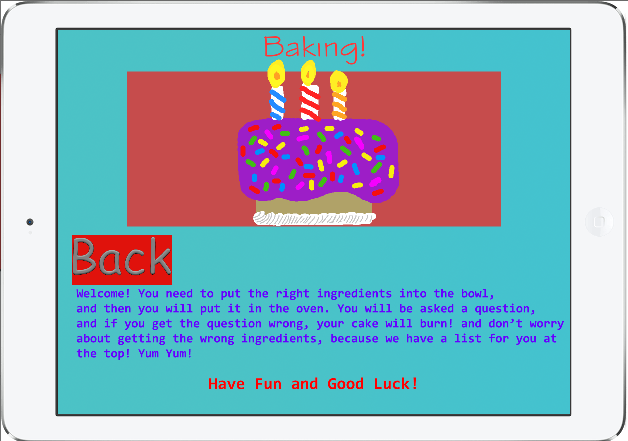 Baking!
Back
Welcome! You need to put the right ingredients into the bowl,
and then you will put it in the oven. You will be asked a question,
and if you get the question wrong, your cake will burn! and don't worry
about getting the wrong ingredients, because we have a list for you at
the top! Yum Yum!
Have Fun and Good Luck!